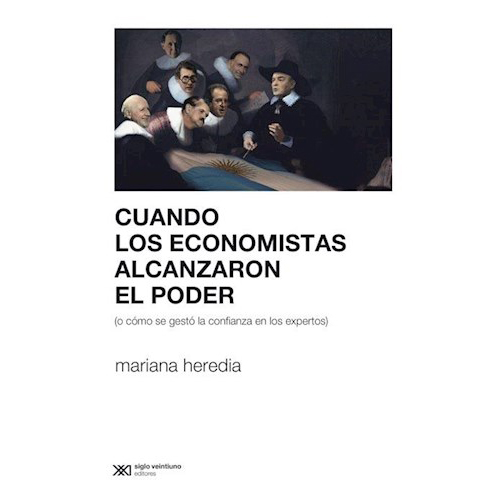 CUANDO
LOS ECONOMISTAS
ALCANZARON
EL PODER
(o cómo se gestó la confianza en los expertos)
mariana heredia
siglo veintiuno
editores